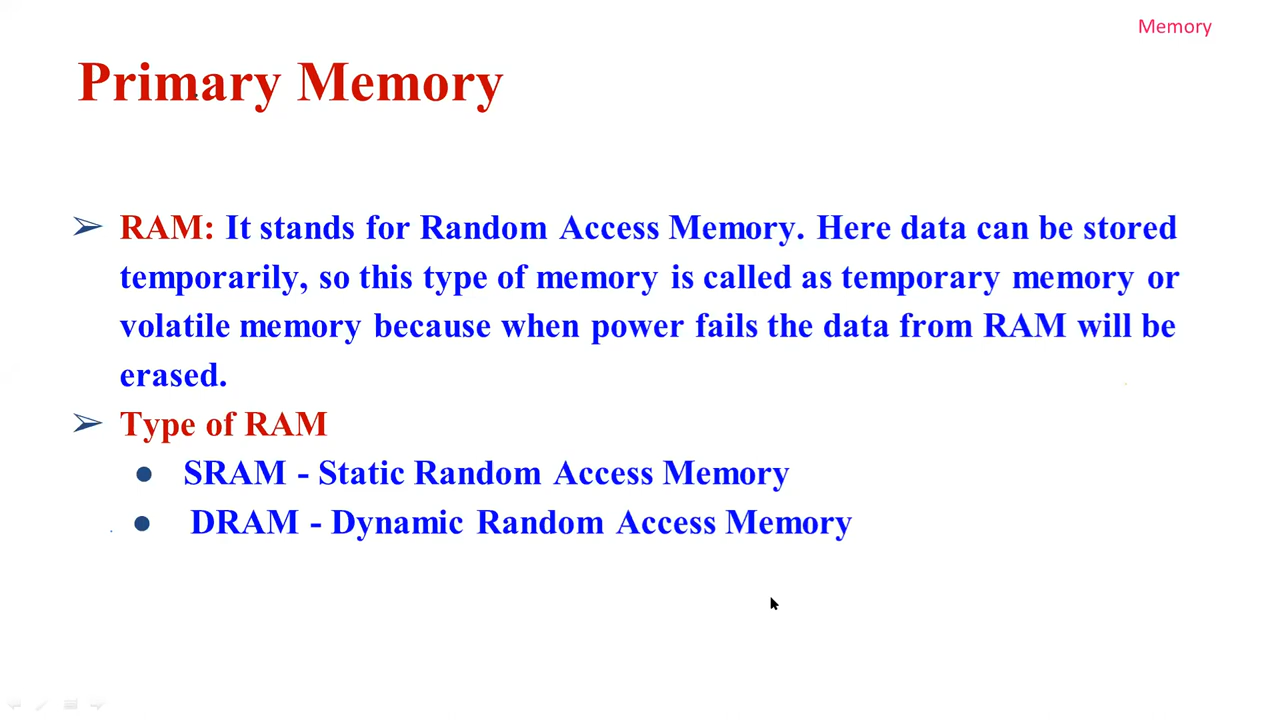 Memory
Primary Memory
➢ RAM: It stands for Random Access Memory. Here data can be stored
temporarily, so this type of memory is called as temporary memory or
volatile memory because when power fails the data from RAM will be
erased.
➢ Type of RAM
● SRAM - Static Random Access Memory
● DRAM - Dynamic Random Access Memory